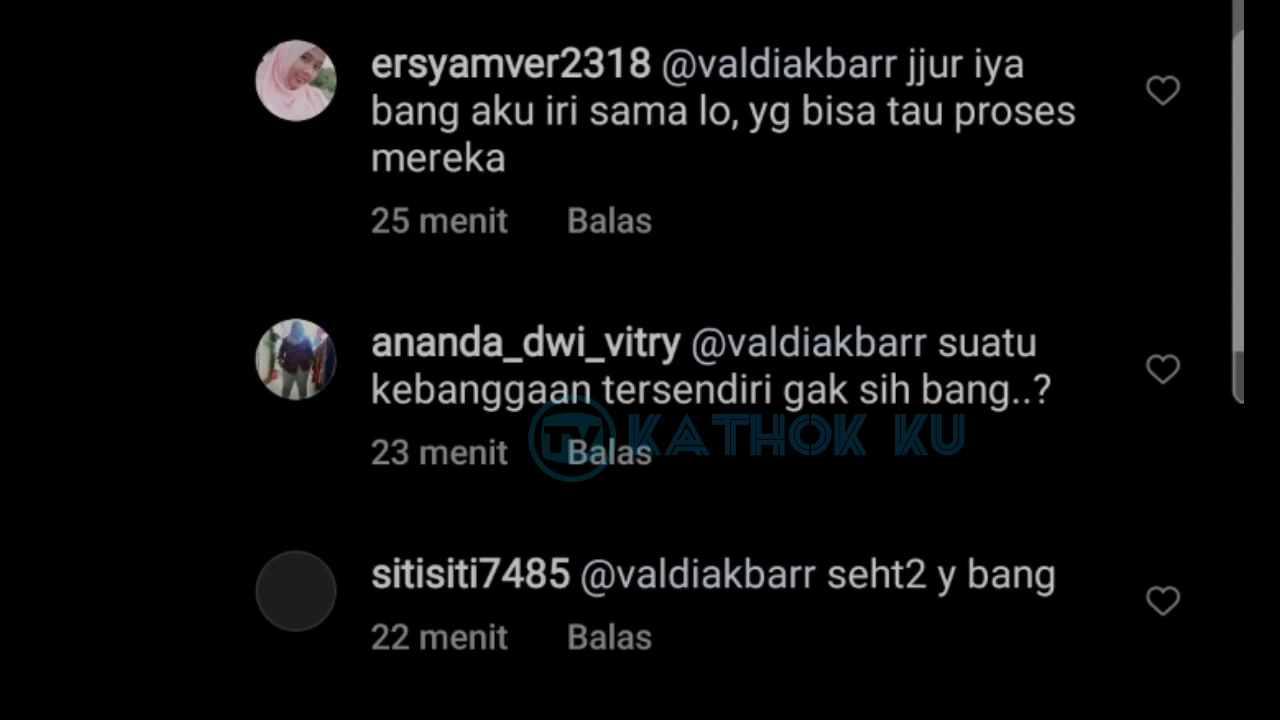 ersyamver2318 @valdiakbarr jjur iya
bang aku iri sama lo, yg bisa tau proses
mereka
25 menit Balas
ananda_dwi_vitry @valdiakbarr suatu
kebanggaan tersendiri gak sih bang..?
TV KATHOK KU
23 menit Balas
sitisiti7485 @valdiakbarr seht2 y bang
22 menit Balas